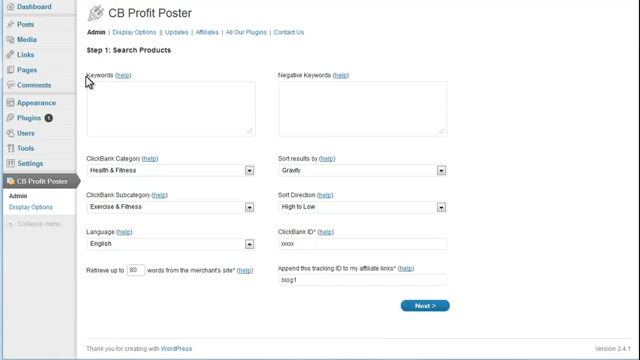 Dashboard
Posts
Media
Links
Pages
Comments
Appearance
Plugins 1
Users
Tools
Settings
CB Profit Poster
Admin
Display Options
Collapse menu
CB Profit Poster
Admin | Display Options || Updates | Affiliates | All Our Plugins | Contact Us
Step 1: Search Products
Keywords (help)
Negative Keywords (help)
ClickBank Category (help)
Health & Fitness
Sort results by (help)
Gravity
ClickBank Subcategory (help)
Exercise & Fitness
Sort Direction (help)
High to Low
Language (help)
English
ClickBank ID* (help)
xxxxx
Retrieve up to 80 words from the merchant's site* (help)
Append this tracking ID to my affiliate links* (help)
blog1
Next >
Thank you for creating with WordPress
Version 3.4.1